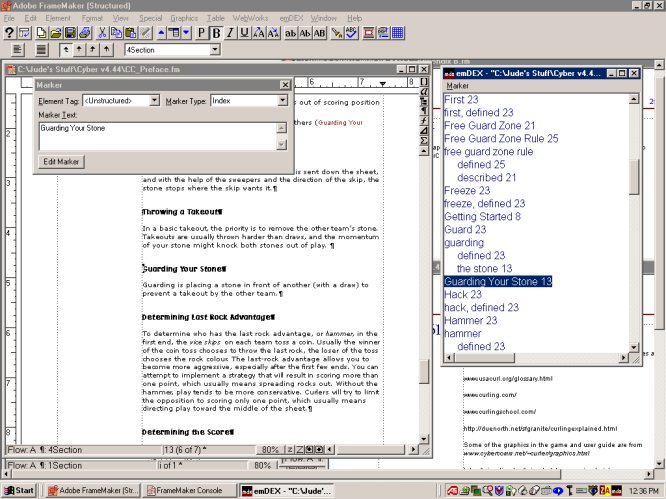 Adobe FrameMaker (Structured)
File Edit Element Format View Special Graphics Table WebWorks emDEX Window Help
4Section
C:\Jude's Stuff\Cyber v4.44\CC_Preface.fm
Marker
Element Tag: <Unstructured> Marker Type: Index
Marker Text:
Guarding Your Stone
Edit Marker
6 7
s out of scoring position
thers (Guarding Your
is sent down the sheet,
and with the help of the sweepers and the direction of the skip, the
stone stops where the skip wants it.¶
Throwing a Takeout¶
In a basic takeout, the priority is to remove the other team's stone.
Takeouts are usually thrown harder than draws, and the momentum
of your stone might knock both stones out of play. ¶
Guarding Your Stone¶
Guarding is placing a stone in front of another (with a draw) to
prevent a takeout by the other team.¶
Determining Last Rock Advantage¶
To determine who has the last rock advantage, or hammer, in the
first end, the vice skips on each team toss a coin. Usually the winner
of the coin toss chooses to throw the last rock, the loser of the toss
chooses the rock colour. The last-rock advantage allows you to
become more aggressive, especially after the first few ends. You can
attempt to implement a strategy that will result in scoring more than
one point, which usually means spreading rocks out. Without the
hammer, play tends to be more conservative. Curlers will try to limit
the opposition to scoring only one point, which usually means
directing play toward the middle of the sheet.¶
Determining the Score¶
2
3
4
5
6
7
8
Flow: A ¶: 4Section 13 (6 of 7) * 80%
Flow: A ¶: 1Section i of 1 * 80%
emDEX - "C:\Jude's Stuff\Cyber v4.4...
Marker
First 23
first, defined 23
Free Guard Zone 21
Free Guard Zone Rule 25
free guard zone rule
defined 25
described 21
Freeze 23
freeze, defined 23
Getting Started 8
Guard 23
guarding
defined 23
the stone 13
Guarding Your Stone 13
Hack 23
hack, defined 23
Hammer 23
hammer
defined 23
www.usacurl.org/glossary.html
www.curling.com/
www.curlingschool.com/
http://duenorth.net/sfgranite/curlingexplained.html
Some of the graphics in the game and user guide are from
www.cybercowa.net/~curler/graphics.html
Start Adobe FrameMaker (Str... FrameMaker Console emDEX - "C:\Jude'... 12:36 PM